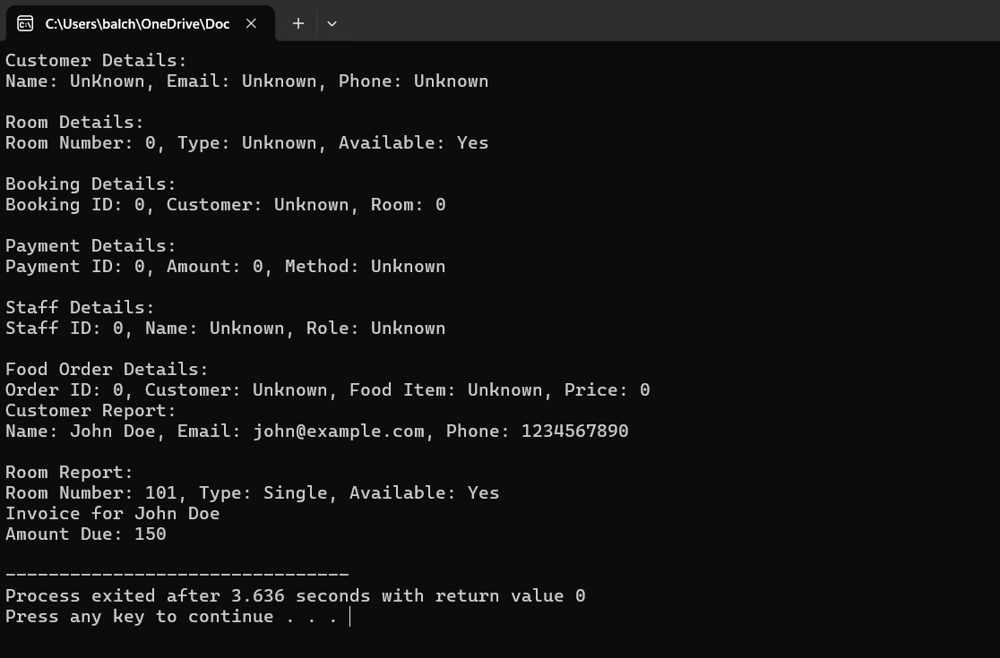 C:\Users\balch\OneDrive\Doc
Customer Details:
Name: UnKnown, Email: Unknown, Phone: Unknown
Room Details:
Room Number: 0, Type: Unknown, Available: Yes
Booking Details:
Booking ID: 0, Customer: Unknown, Room: 0
Payment Details:
Payment ID: 0, Amount: 0, Method: Unknown
Staff Details:
Staff ID: 0, Name: Unknown, Role: Unknown
Food Order Details:
Order ID: 0, Customer: Unknown, Food Item: Unknown, Price: 0
Customer Report:
Name: John Doe, Email: john@example.com, Phone: 1234567890
Room Report:
Room Number: 101, Type: Single, Available: Yes
Invoice for John Doe
Amount Due: 150
--------------------------------
Process exited after 3.636 seconds with return value 0
Press any key to continue . . .